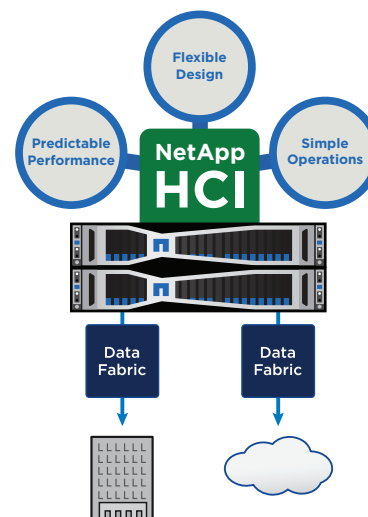 Flexible
Design
Predictable
Performance
Simple
Operations
NetApp
HCI
Data
Fabric
Data
Fabric